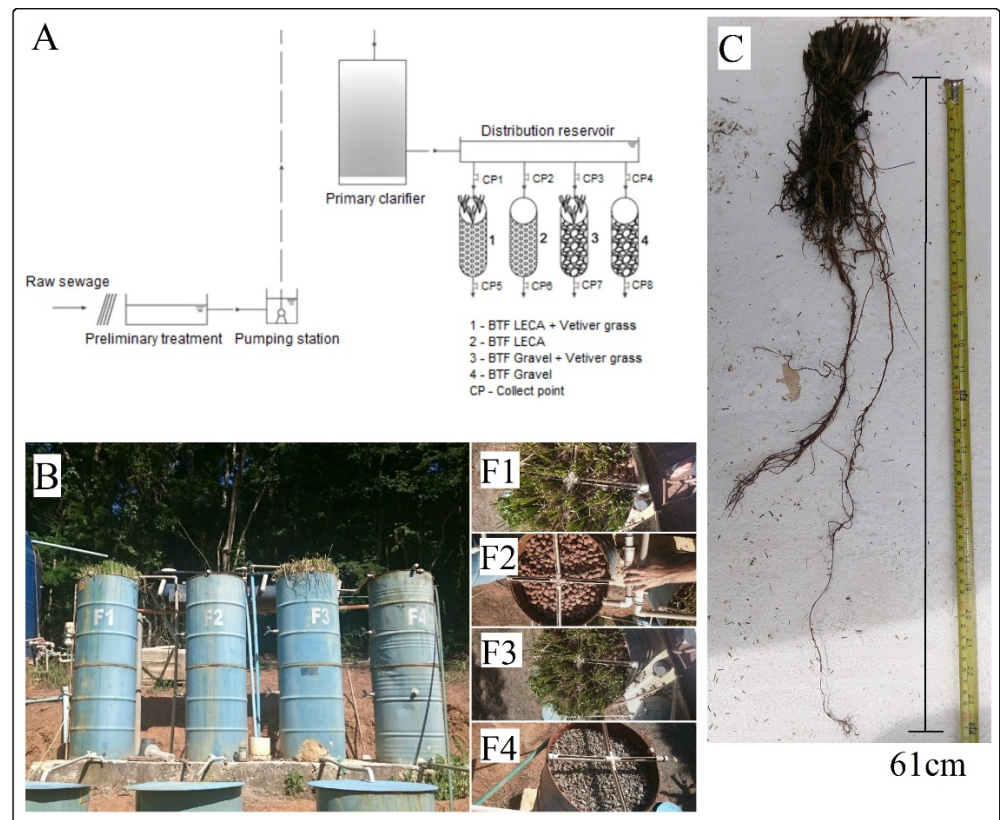 A
Primary clarifier
Distribution reservoir
CP1
CP2
CP3
CP4
1
2
3
4
CP5
CP6
CP7
CP8
Raw sewage
Preliminary treatment
Pumping station
1 - BTF LECA + Vetiver grass
2 - BTF LECA
3 - BTF Gravel + Vetiver grass
4 - BTF Gravel
CP - Collect point
B
F1
F2
F3
F4
F1
F2
F3
F4
C
61cm